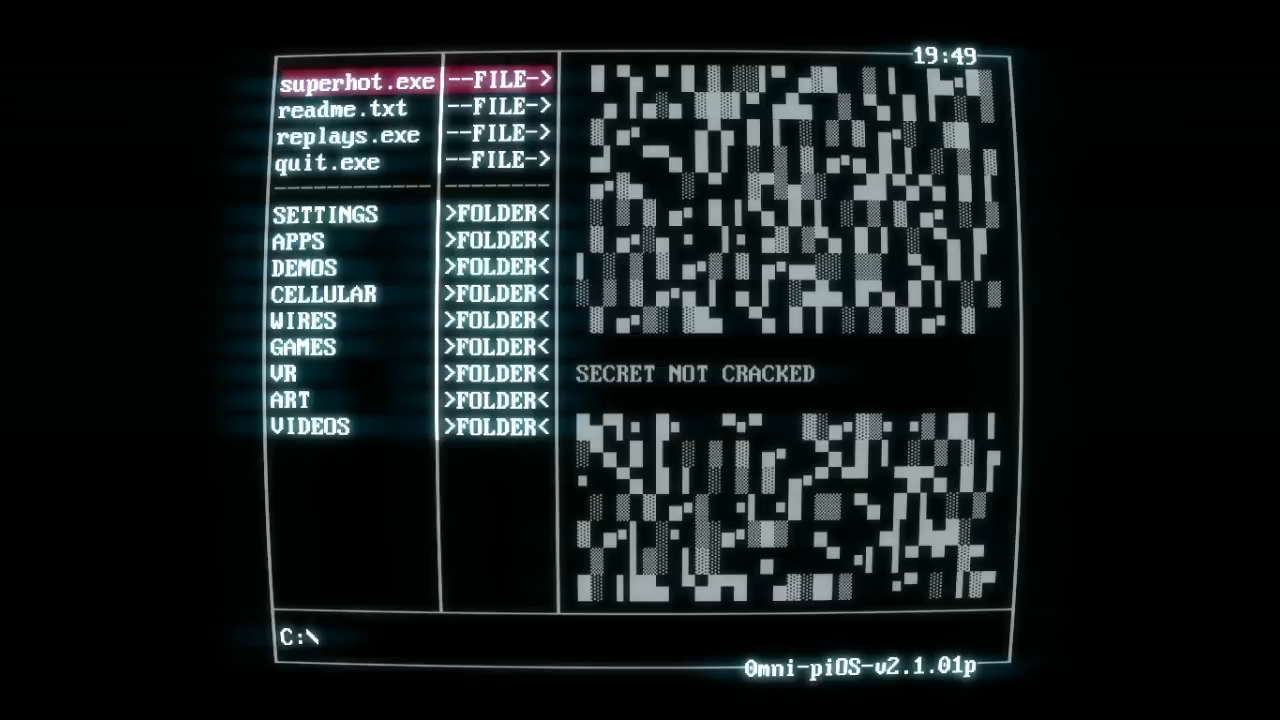 19:49
superhot.exe --FILE->
readme.txt --FILE->
replays.exe --FILE->
quit.exe --FILE->
------------ --------
SETTINGS >FOLDER<
APPS >FOLDER<
DEMOS >FOLDER<
CELLULAR >FOLDER<
WIRES >FOLDER<
GAMES >FOLDER<
VR >FOLDER<
SECRET NOT CRACKED
ART >FOLDER<
VIDEOS >FOLDER<
C:\
0mni-piOS-v2.1.01p